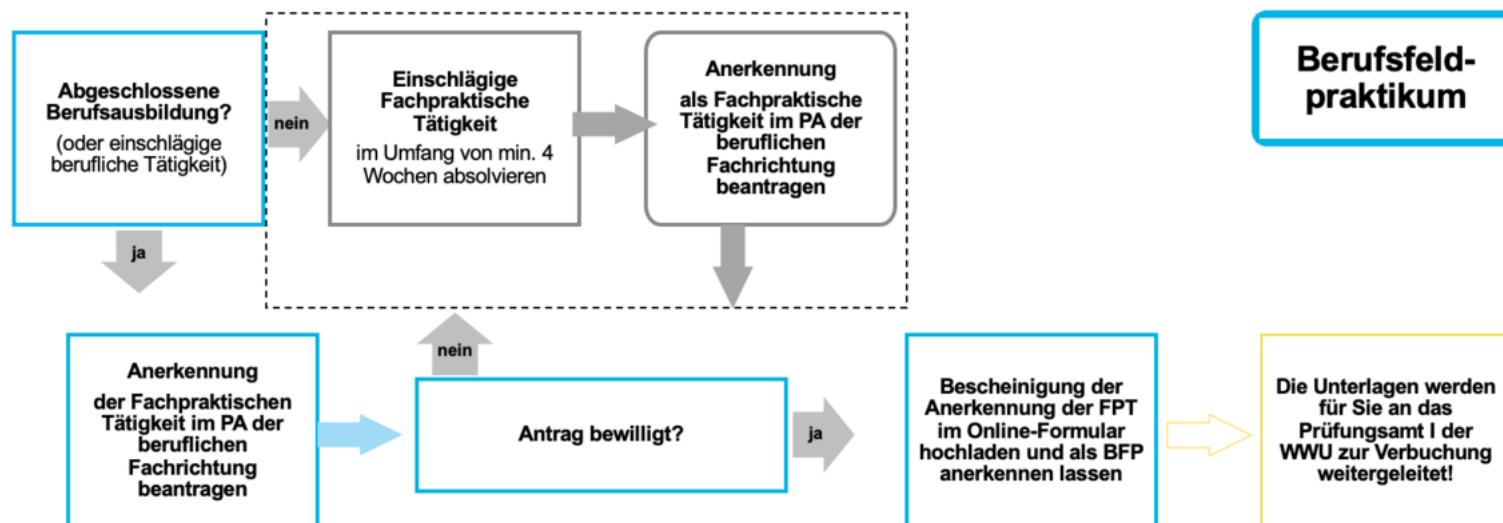 Abgeschlossene
Berufsausbildung?
(oder einschlägige
berufliche Tätigkeit)
nein
Einschlägige
Fachpraktische
Tätigkeit
im Umfang von min. 4
Wochen absolvieren
Anerkennung
als Fachpraktische
Tätigkeit im PA der
beruflichen
Fachrichtung
beantragen
Berufsfeld-
praktikum
ja
nein
Anerkennung
der Fachpraktischen
Tätigkeit im PA der
beruflichen
Fachrichtung
beantragen
Antrag bewilligt?
ja
Bescheinigung der
Anerkennung der FPT
im Online-Formular
hochladen und als BFP
anerkennen lassen
Die Unterlagen werden
für Sie an das
Prüfungsamt I der
WWU zur Verbuchung
weitergeleitet!